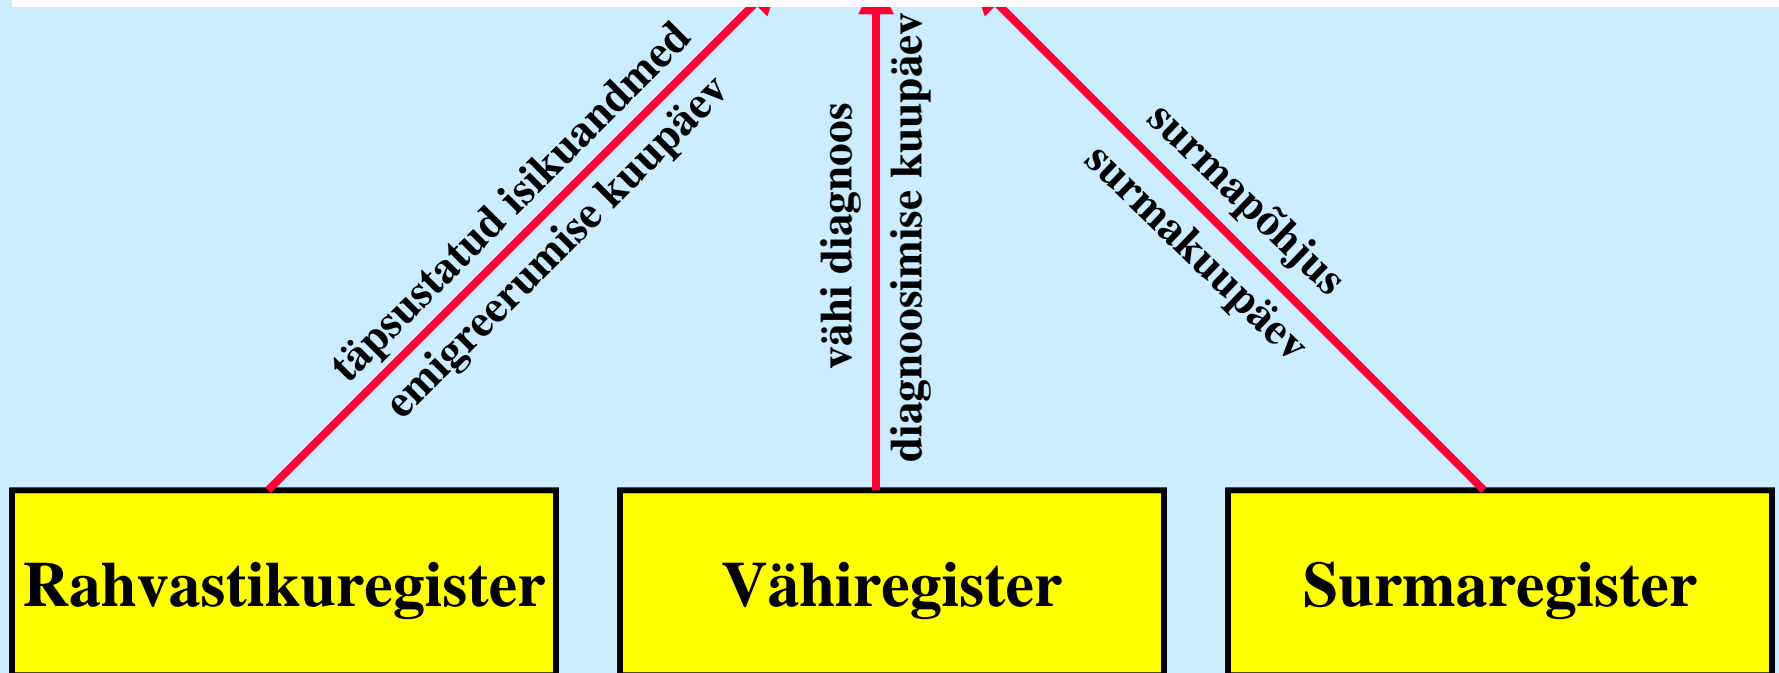 täpsustatud isikuandmed
emigreerumise kuupäev
vähi diagnoos
diagnoosimise kuupäev
surmapõhjus
surmakuupäev
Rahvastikuregister
Vähiregister
Surmaregister